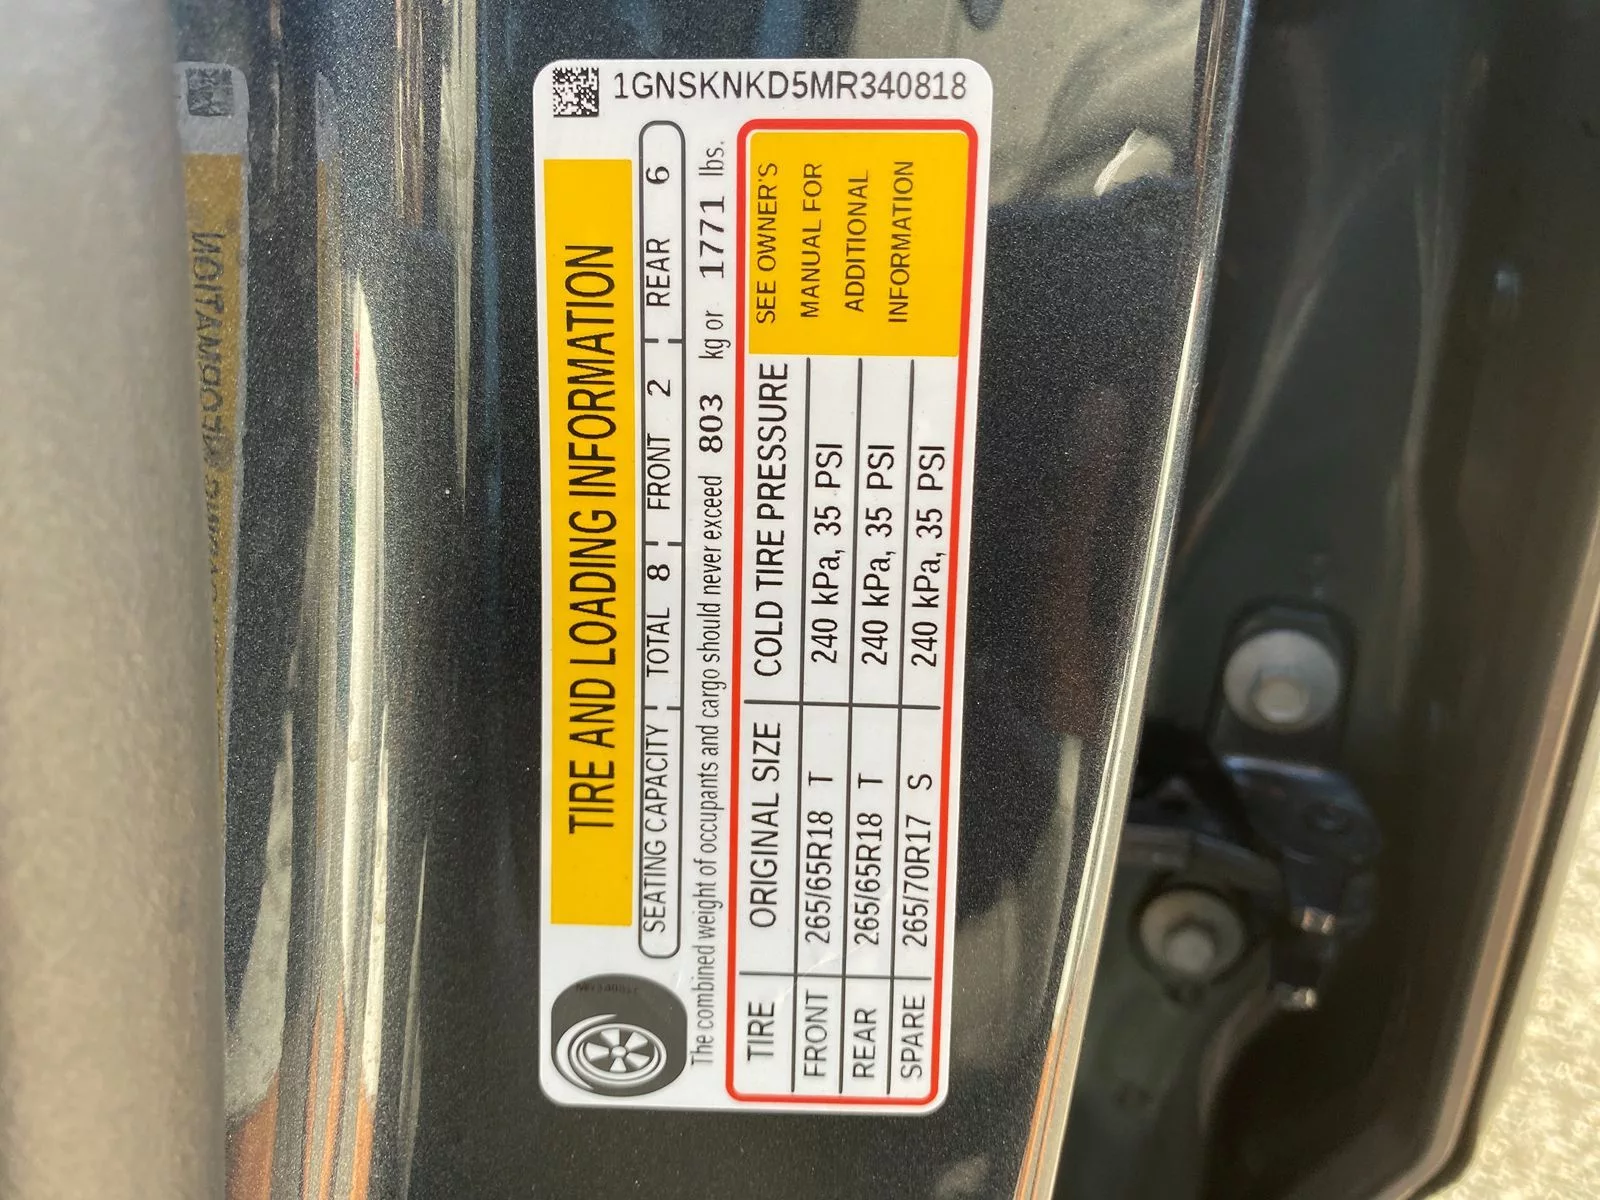 1GNSKNKD5MR340818
TIRE AND LOADING INFORMATION
SEATING CAPACITY TOTAL 8 FRONT 2 REAR 6
The combined weight of occupants and cargo should never exceed 803 kg or 1771 lbs.
TIRE ORIGINAL SIZE COLD TIRE PRESSURE
FRONT 265/65R18 T 240 kPa, 35 PSI
REAR 265/65R18 T 240 kPa, 35 PSI
SPARE 265/70R17 S 240 kPa, 35 PSI
SEE OWNER'S
MANUAL FOR
ADDITIONAL
INFORMATION